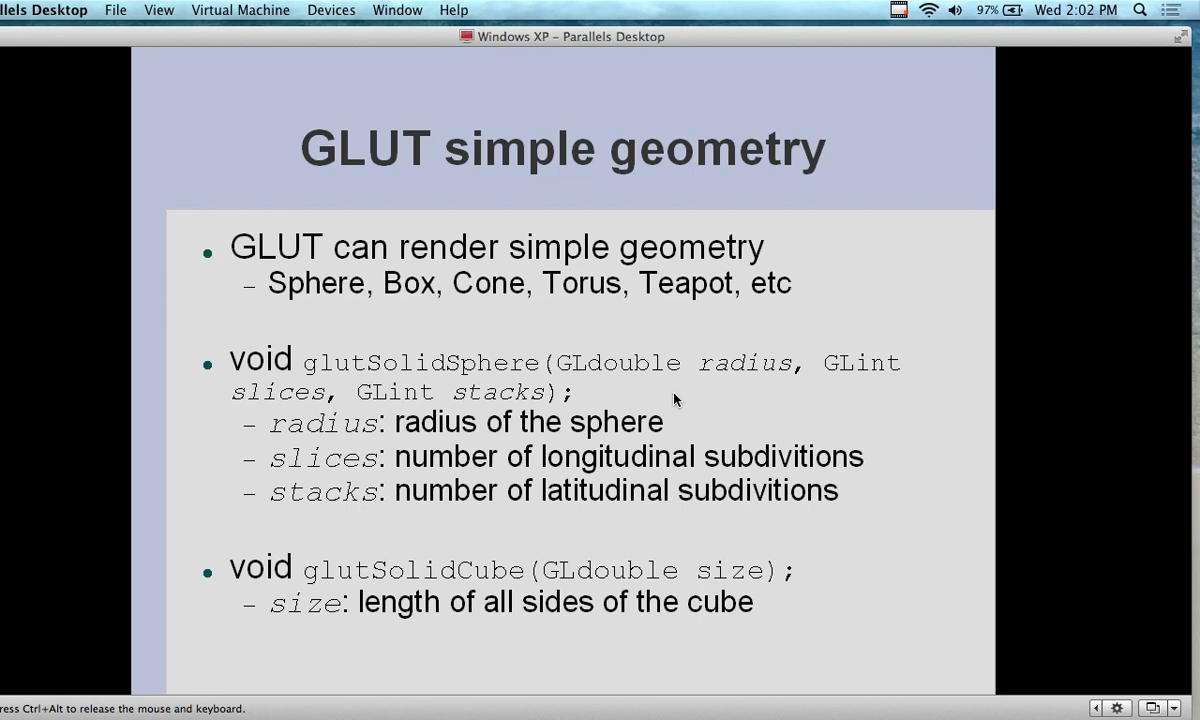 llels Desktop File View Virtual Machine Devices Window Help 97% Wed 2:02 PM
Windows XP – Parallels Desktop
GLUT simple geometry
• GLUT can render simple geometry
– Sphere, Box, Cone, Torus, Teapot, etc
• void glutSolidSphere(GLdouble radius, GLint
slices, GLint stacks);
– radius: radius of the sphere
– slices: number of longitudinal subdivitions
– stacks: number of latitudinal subdivitions
• void glutSolidCube(GLdouble size);
– size: length of all sides of the cube
ress Ctrl+Alt to release the mouse and keyboard.